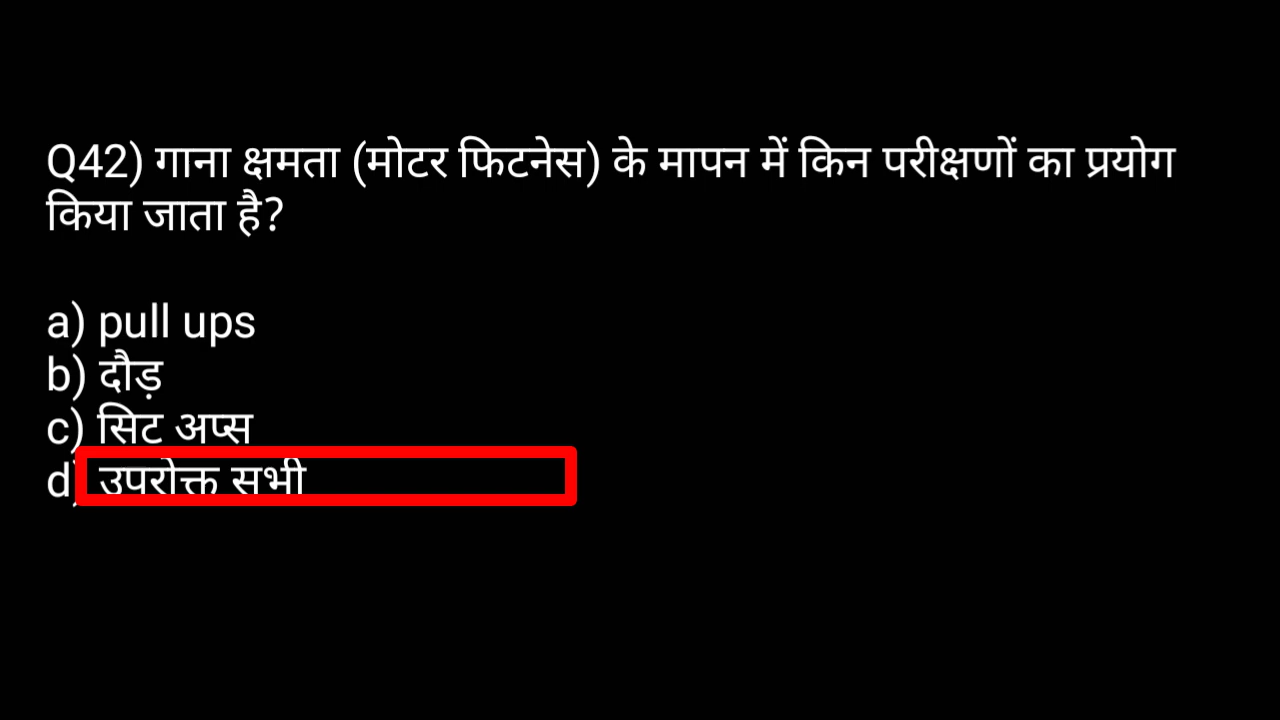 Q42) गाना क्षमता (मोटर फिटनेस) के मापन में किन परीक्षणों का प्रयोग
किया जाता है?
a) pull ups
b) दौड़
c) सिट अप्स
d) उपरोक्त सभी